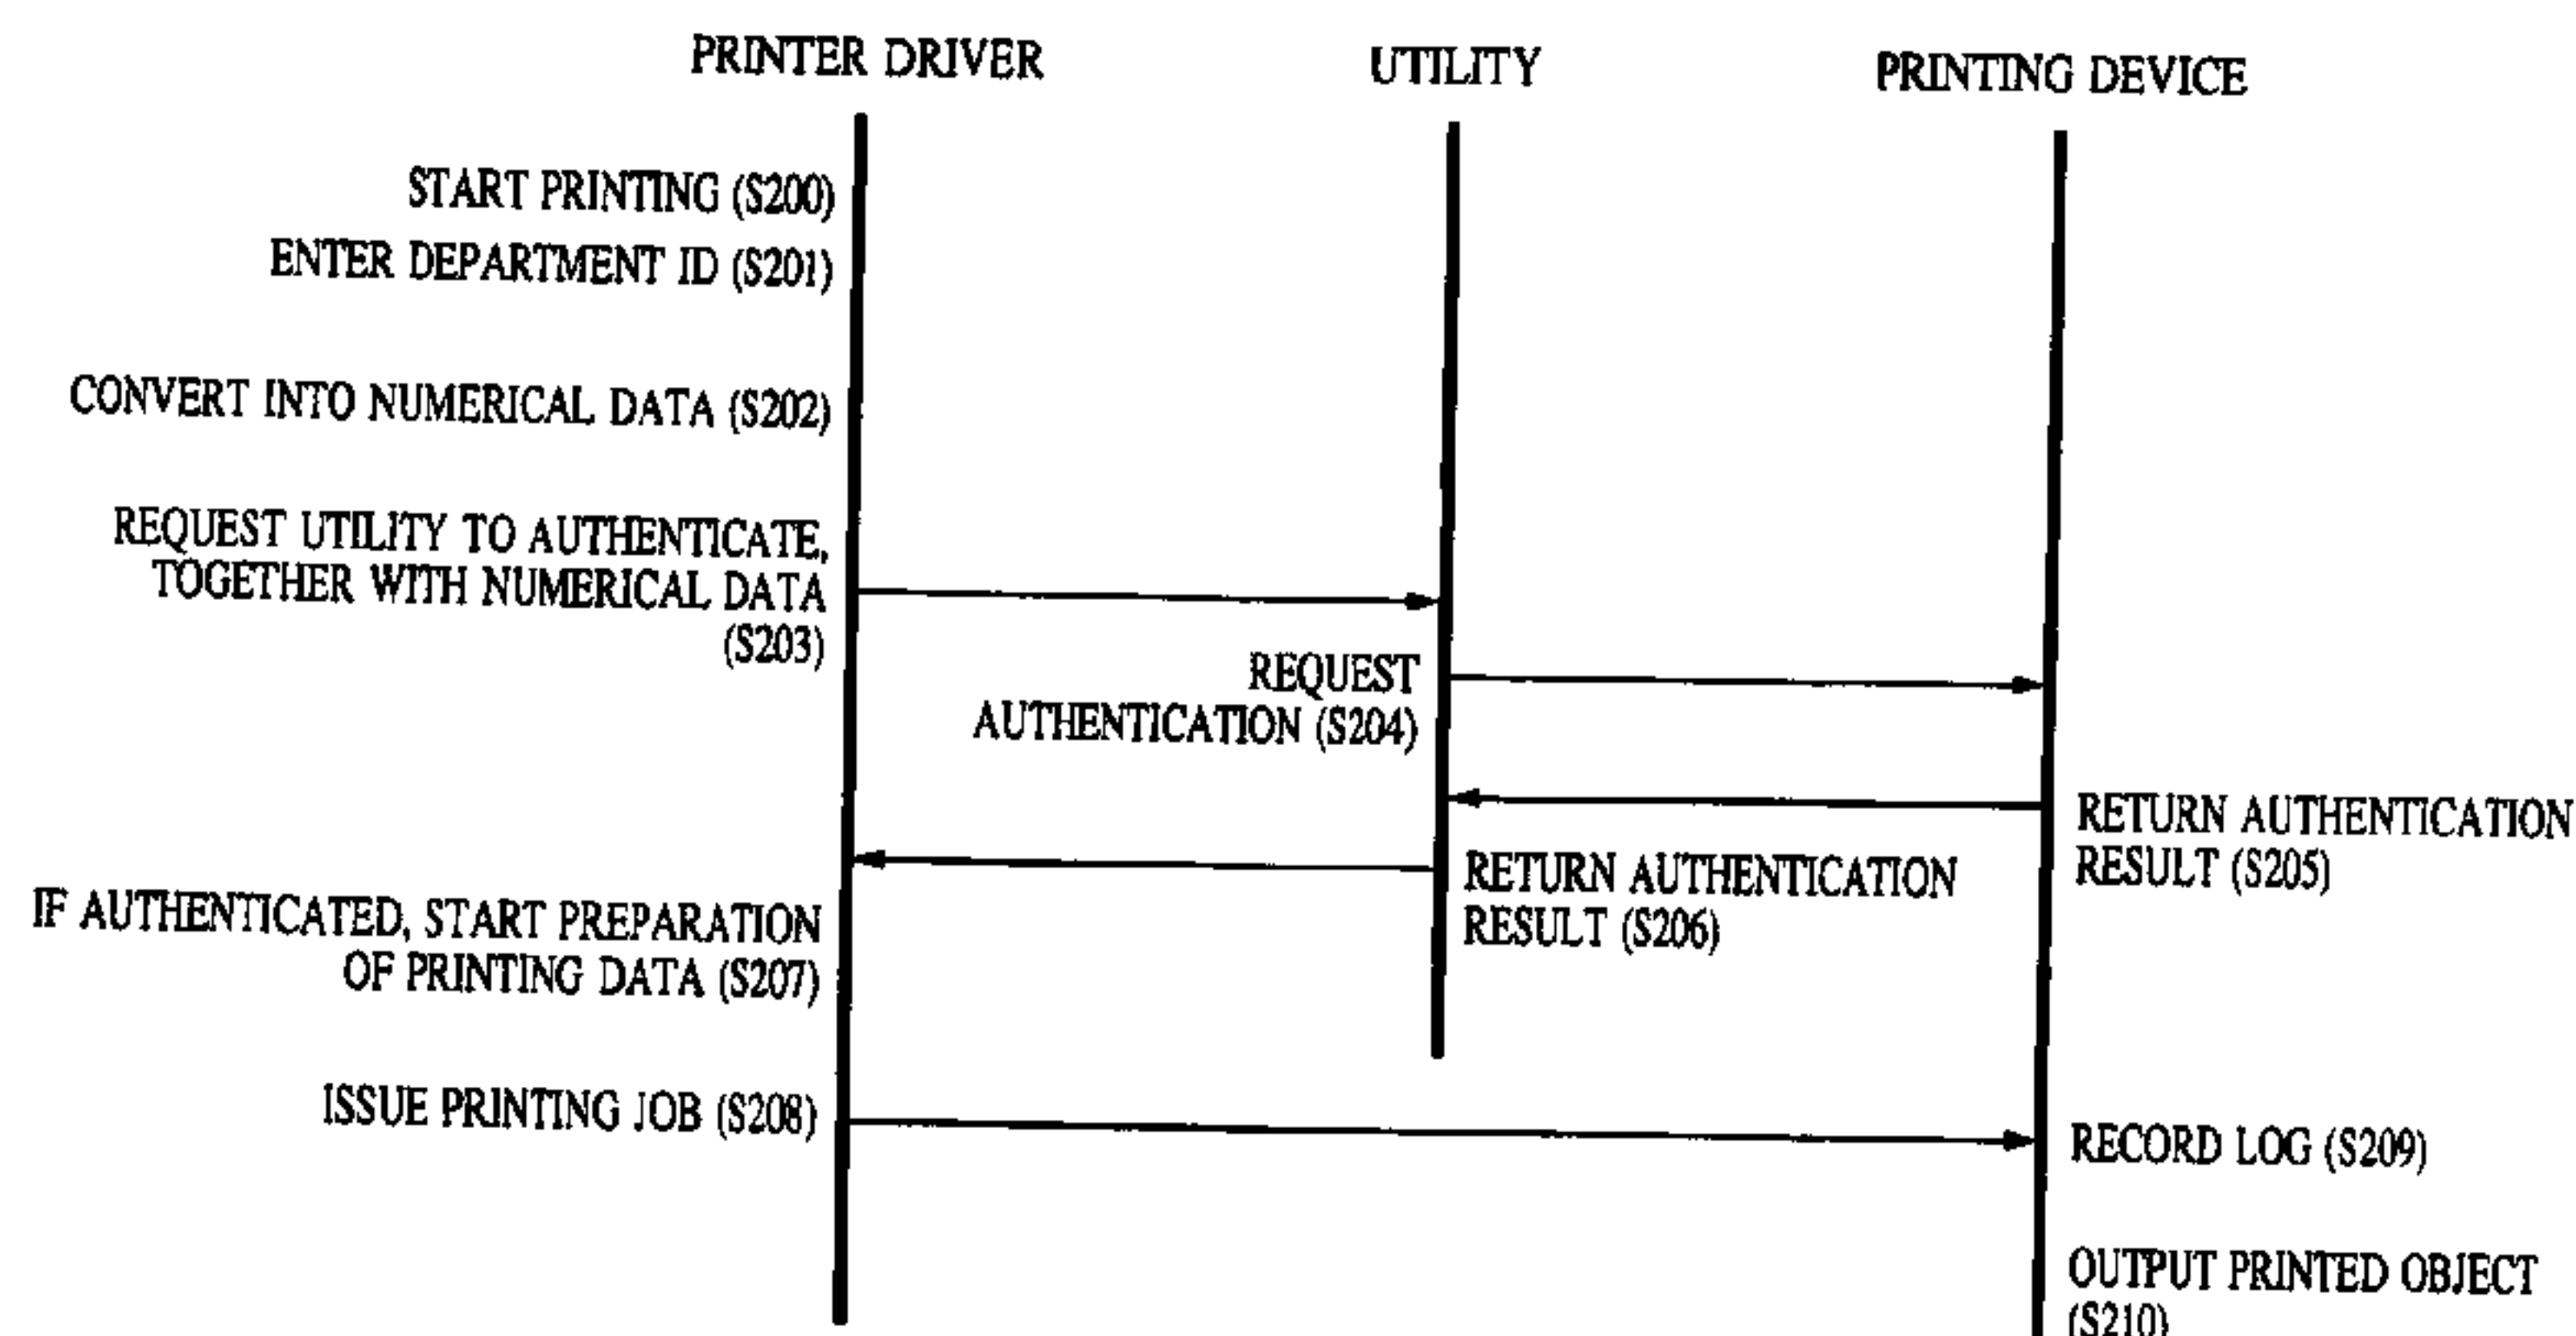 PRINTER DRIVER
UTILITY
PRINTING DEVICE
START PRINTING (S200)
ENTER DEPARTMENT ID (S201)
CONVERT INTO NUMERICAL DATA (S202)
REQUEST UTILITY TO AUTHENTICATE,
TOGETHER WITH NUMERICAL DATA
(S203)
REQUEST
AUTHENTICATION (S204)
RETURN AUTHENTICATION
RESULT (S205)
RETURN AUTHENTICATION
RESULT (S206)
IF AUTHENTICATED, START PREPARATION
OF PRINTING DATA (S207)
ISSUE PRINTING JOB (S208)
RECORD LOG (S209)
OUTPUT PRINTED OBJECT
(S210)